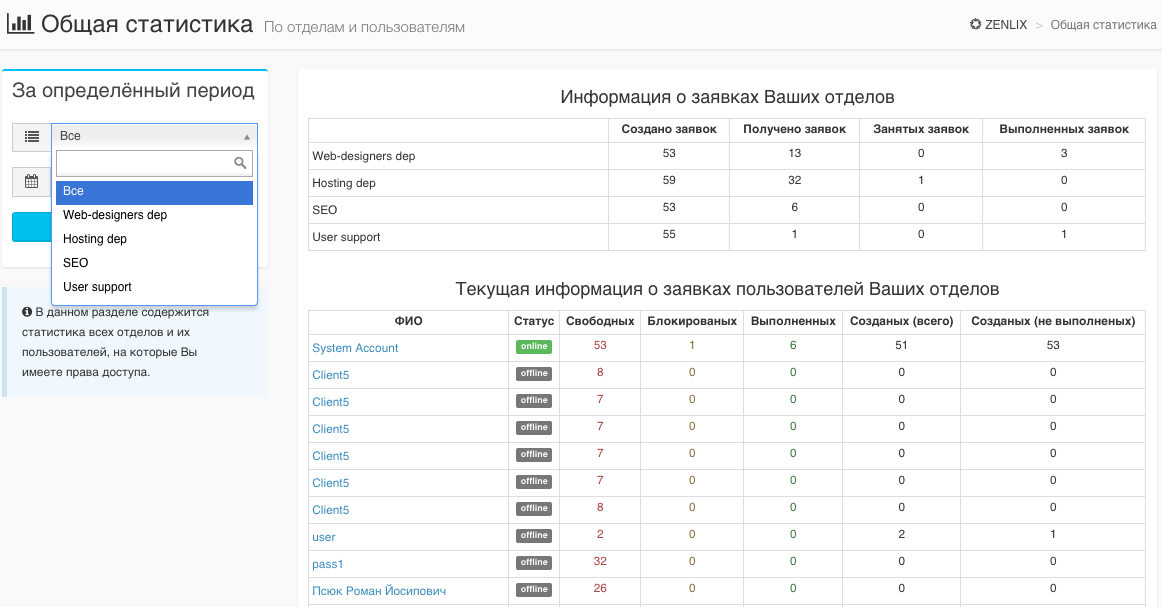 Общая статистика По отделам и пользователям
ZENLIX > Общая статистика
За определённый период
Все
Все
Web-designers dep
Hosting dep
SEO
User support
В данном разделе содержится
статистика всех отделов и их
пользователей, на которые Вы
имеете права доступа.
Информация о заявках Ваших отделов
Создано заявок Получено заявок Занятых заявок Выполненных заявок
Web-designers dep 53 13 0 3
Hosting dep 59 32 1 0
SEO 53 6 0 0
User support 55 1 0 1
Текущая информация о заявках пользователей Ваших отделов
ФИО Статус Свободных Блокированых Выполненных Созданых (всего) Созданых (не выполненых)
System Account online 53 1 6 51 53
Client5 offline 8 0 0 0 0
Client5 offline 7 0 0 0 0
Client5 offline 7 0 0 0 0
Client5 offline 7 0 0 0 0
Client5 offline 7 0 0 0 0
Client5 offline 8 0 0 0 0
user offline 2 0 0 2 1
pass1 offline 32 0 0 0 0
Псюк Роман Йосипович offline 26 0 0 0 0